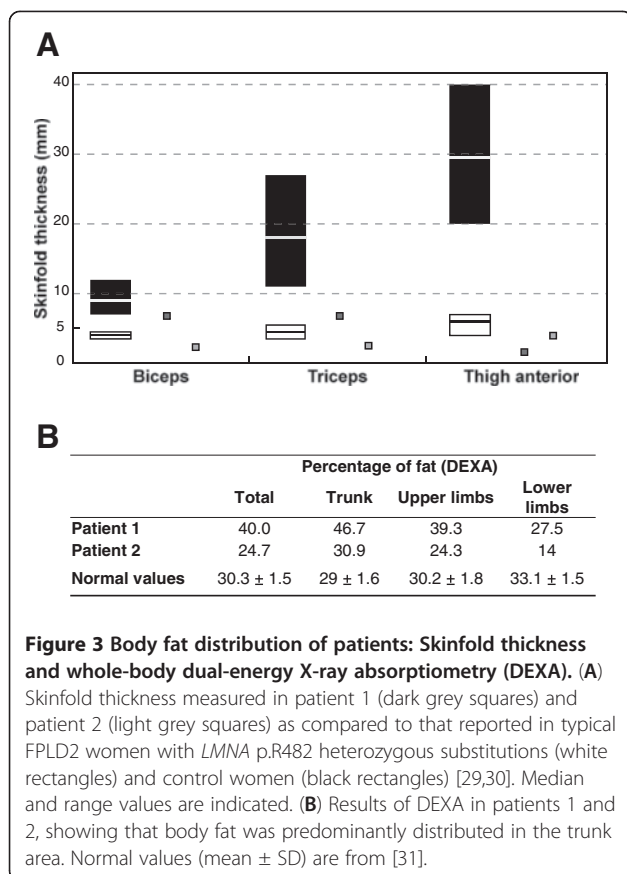 A
Skinfold thickness (mm)
40
30
20
10
5
0
Biceps Triceps Thigh anterior
B
Percentage of fat (DEXA)
Total Trunk Upper limbs Lower limbs
Patient 1 40.0 46.7 39.3 27.5
Patient 2 24.7 30.9 24.3 14
Normal values 30.3 ± 1.5 29 ± 1.6 30.2 ± 1.8 33.1 ± 1.5
Figure 3 Body fat distribution of patients: Skinfold thickness
and whole-body dual-energy X-ray absorptiometry (DEXA). (A)
Skinfold thickness measured in patient 1 (dark grey squares) and
patient 2 (light grey squares) as compared to that reported in typical
FPLD2 women with LMNA p.R482 heterozygous substitutions (white
rectangles) and control women (black rectangles) [29,30]. Median
and range values are indicated. (B) Results of DEXA in patients 1 and
2, showing that body fat was predominantly distributed in the trunk
area. Normal values (mean ± SD) are from [31].